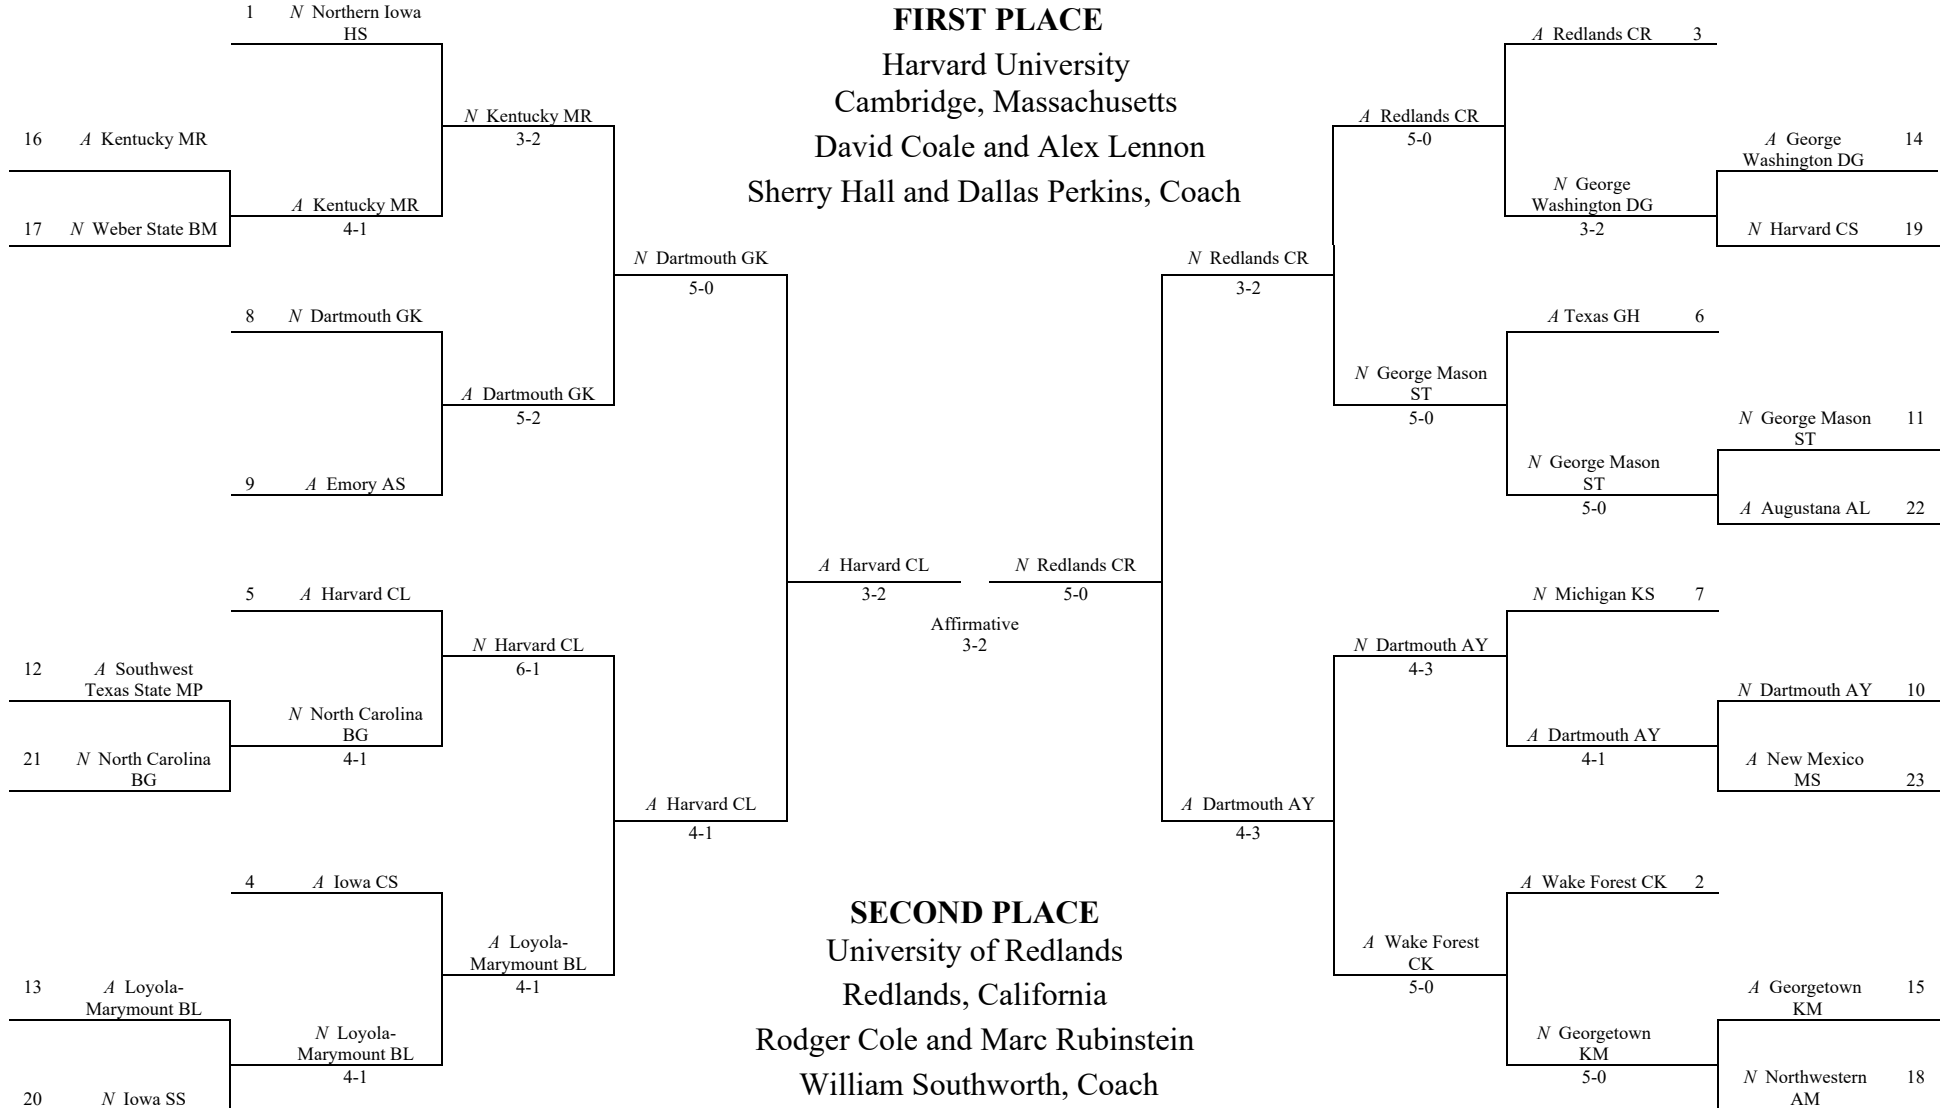 1 N Northern Iowa
HS
16 A Kentucky MR
17 N Weber State BM
A Kentucky MR
4-1
N Kentucky MR
3-2
8 N Dartmouth GK
9 A Emory AS
A Dartmouth GK
5-2
N Dartmouth GK
5-0
5 A Harvard CL
12 A Southwest
Texas State MP
21 N North Carolina
BG
N North Carolina
BG
4-1
N Harvard CL
6-1
4 A Iowa CS
13 A Loyola-
Marymount BL
20 N Iowa SS
N Loyola-
Marymount BL
4-1
A Loyola-
Marymount BL
4-1
A Harvard CL
4-1
A Harvard CL
3-2
FIRST PLACE
Harvard University
Cambridge, Massachusetts
David Coale and Alex Lennon
Sherry Hall and Dallas Perkins, Coach
Affirmative
3-2
SECOND PLACE
University of Redlands
Redlands, California
Rodger Cole and Marc Rubinstein
William Southworth, Coach
N Redlands CR
5-0
N Redlands CR
3-2
A Redlands CR
5-0
A Redlands CR 3
N George
Washington DG
3-2
A George
Washington DG 14
N Harvard CS 19
N George Mason
ST
5-0
A Texas GH 6
N George Mason
ST
5-0
N George Mason 11
ST
A Augustana AL 22
A Dartmouth AY
4-3
N Dartmouth AY
4-3
N Michigan KS 7
A Dartmouth AY
4-1
N Dartmouth AY 10
A New Mexico
MS 23
A Wake Forest
CK
5-0
A Wake Forest CK 2
N Georgetown
KM
5-0
A Georgetown 15
KM
N Northwestern 18
AM